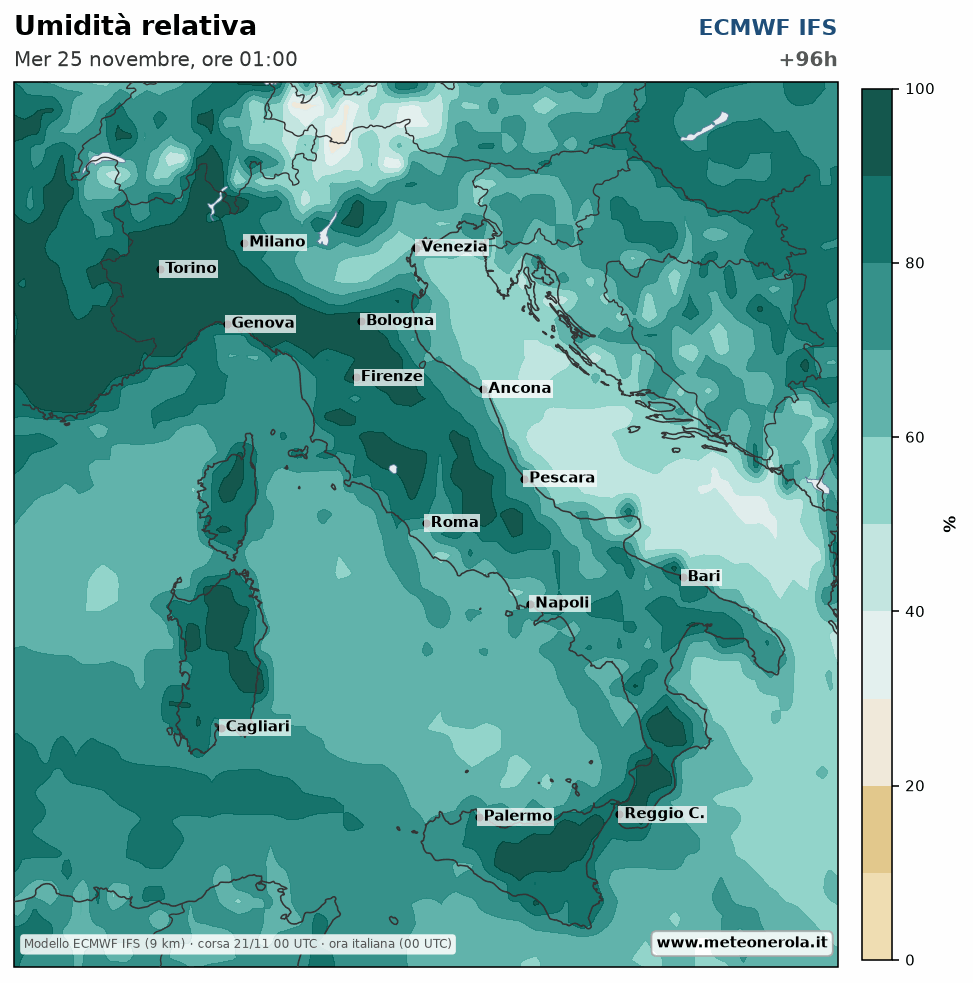 Umidità relativa
ECMWF IFS
Mer 25 novembre, ore 01:00
+96h
100
80
60
40
20
0
%
Milano
Venezia
Torino
Genova
Bologna
Firenze
Ancona
Pescara
Roma
Bari
Napoli
Cagliari
Palermo
Reggio C.
Modello ECMWF IFS (9 km) · corsa 21/11 00 UTC · ora italiana (00 UTC)
www.meteonerola.it